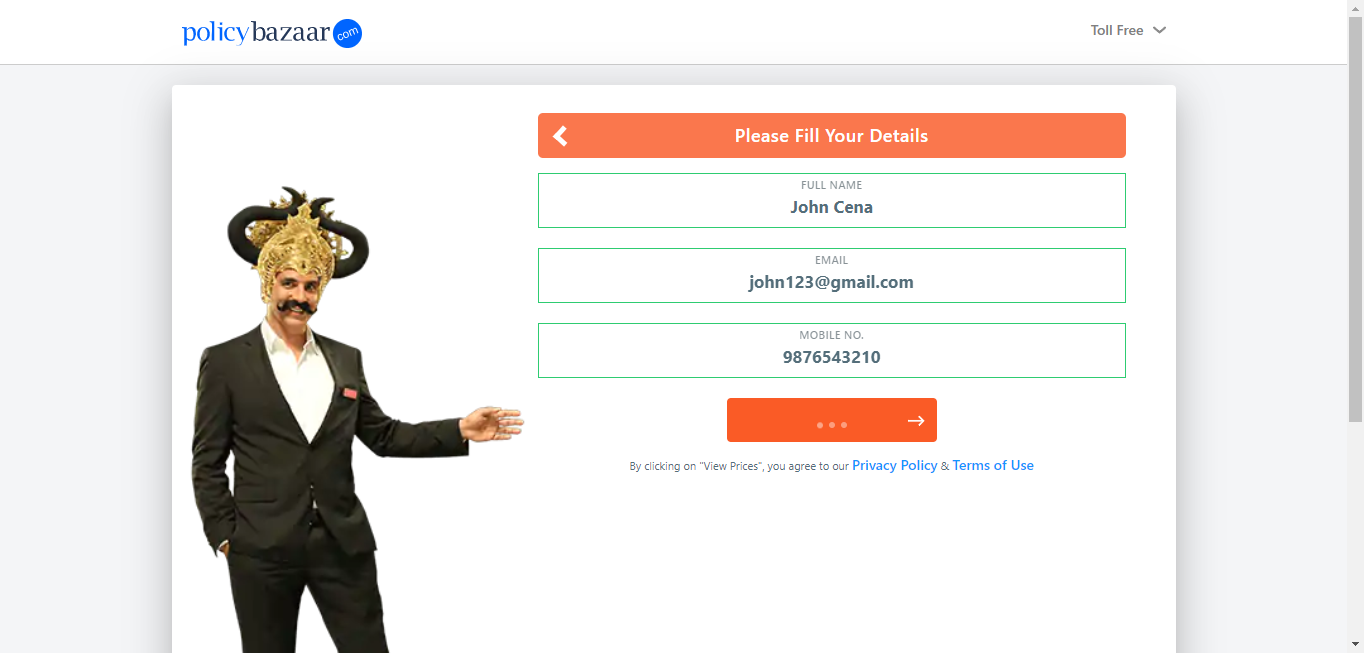 policybazaar com
Toll Free
Please Fill Your Details
FULL NAME
John Cena
EMAIL
john123@gmail.com
MOBILE NO.
9876543210
By clicking on "View Prices", you agree to our Privacy Policy & Terms of Use